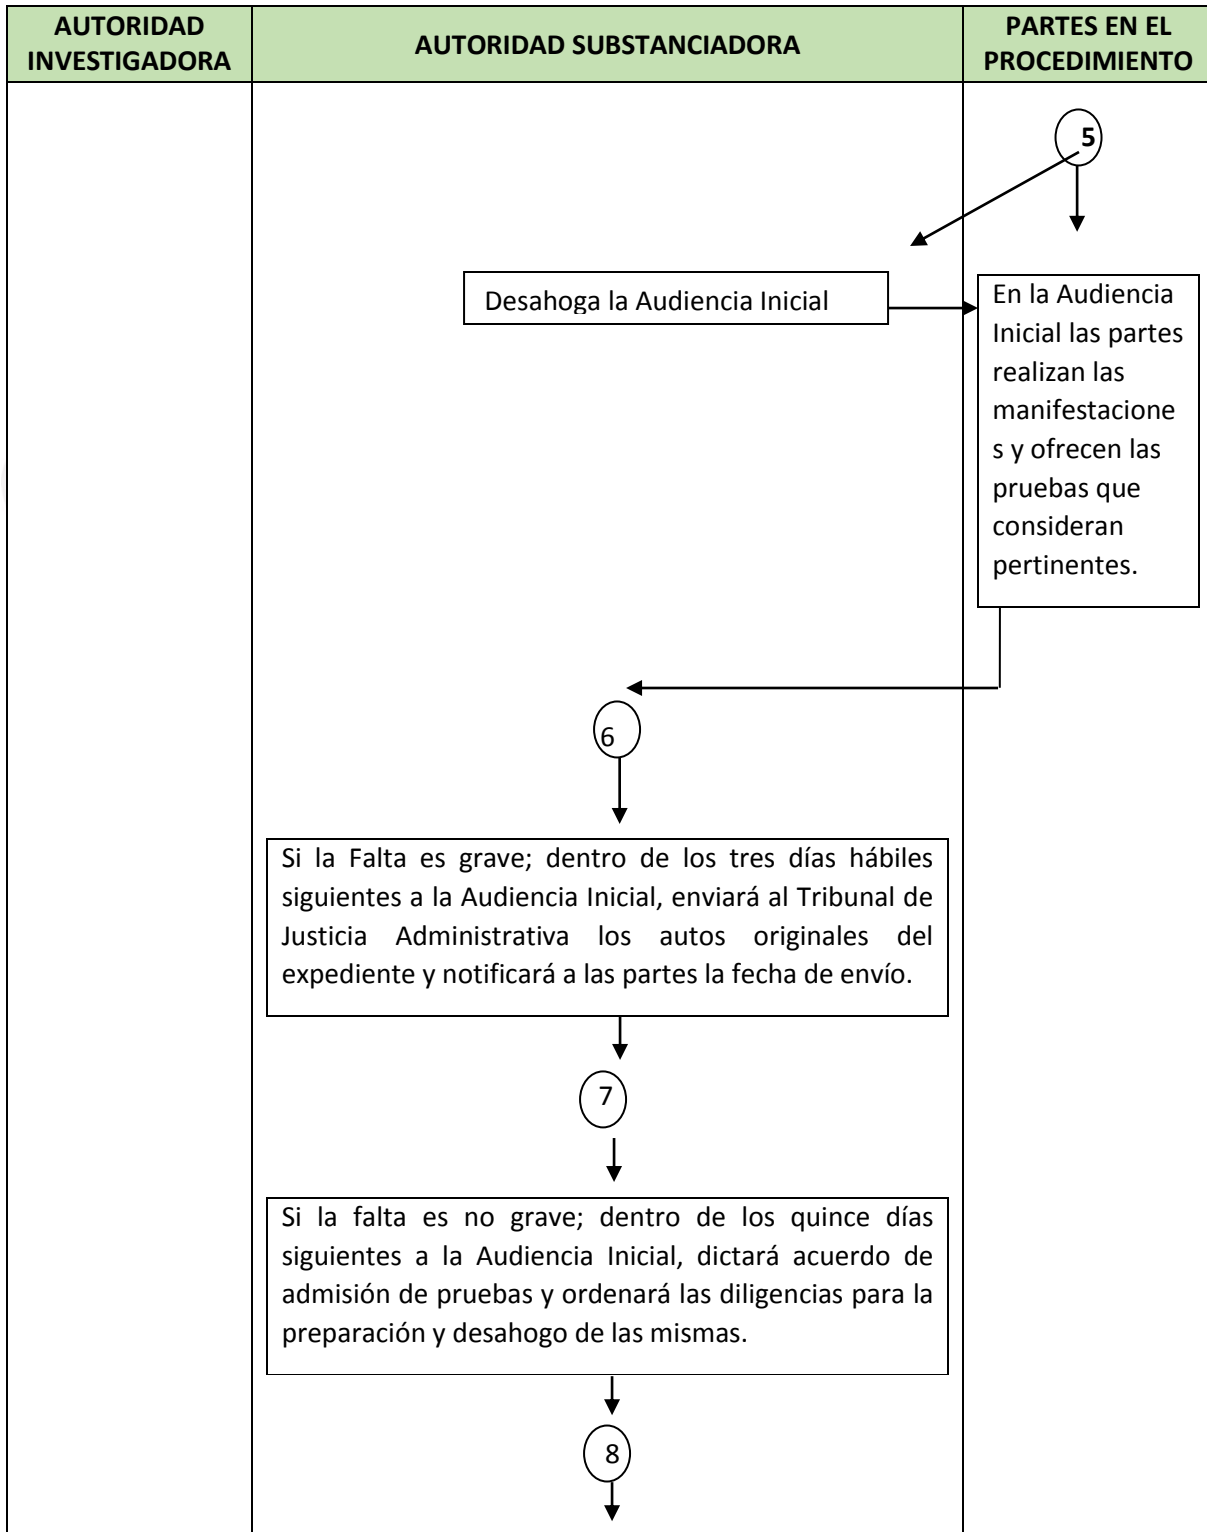 AUTORIDAD
INVESTIGADORA
AUTORIDAD SUBSTANCIADORA
PARTES EN EL
PROCEDIMIENTO
5
Desahoga la Audiencia Inicial
En la Audiencia
Inicial las partes
realizan las
manifestacione
s y ofrecen las
pruebas que
consideran
pertinentes.
6
Si la Falta es grave; dentro de los tres días hábiles
siguientes a la Audiencia Inicial, enviará al Tribunal de
Justicia Administrativa los autos originales del
expediente y notificará a las partes la fecha de envío.
7
Si la falta es no grave; dentro de los quince días
siguientes a la Audiencia Inicial, dictará acuerdo de
admisión de pruebas y ordenará las diligencias para la
preparación y desahogo de las mismas.
8